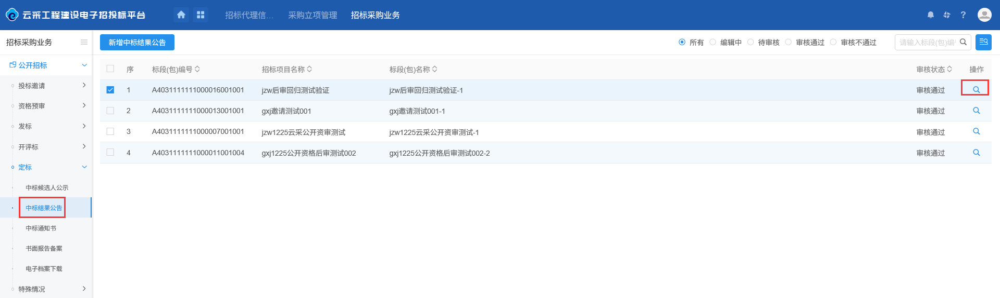 云采工程建设电子招投标平台 招标代理信... 采购立项管理 招标采购业务
招标采购业务
公开招标
投标邀请
资格预审
发标
开评标
定标
中标候选人公示
中标结果公告
中标通知书
书面报告备案
电子档案下载
特殊情况
新增中标结果公告 所有 编辑中 待审核 审核通过 审核不通过 请输入标段(包)编
序 标段(包)编号 招标项目名称 标段(包)名称 审核状态 操作
1 A4031111111000016001001 jzw后审回归测试验证 jzw后审回归测试验证-1 审核通过
2 A4031111111000013001001 gxj邀请测试001 gxj邀请测试001-1 审核通过
3 A4031111111000007001001 jzw1225云采公开资审测试 jzw1225云采公开资审测试-1 审核通过
4 A4031111111000011001004 gxj1225公开资格后审测试002 gxj1225公开资格后审测试002-2 审核通过